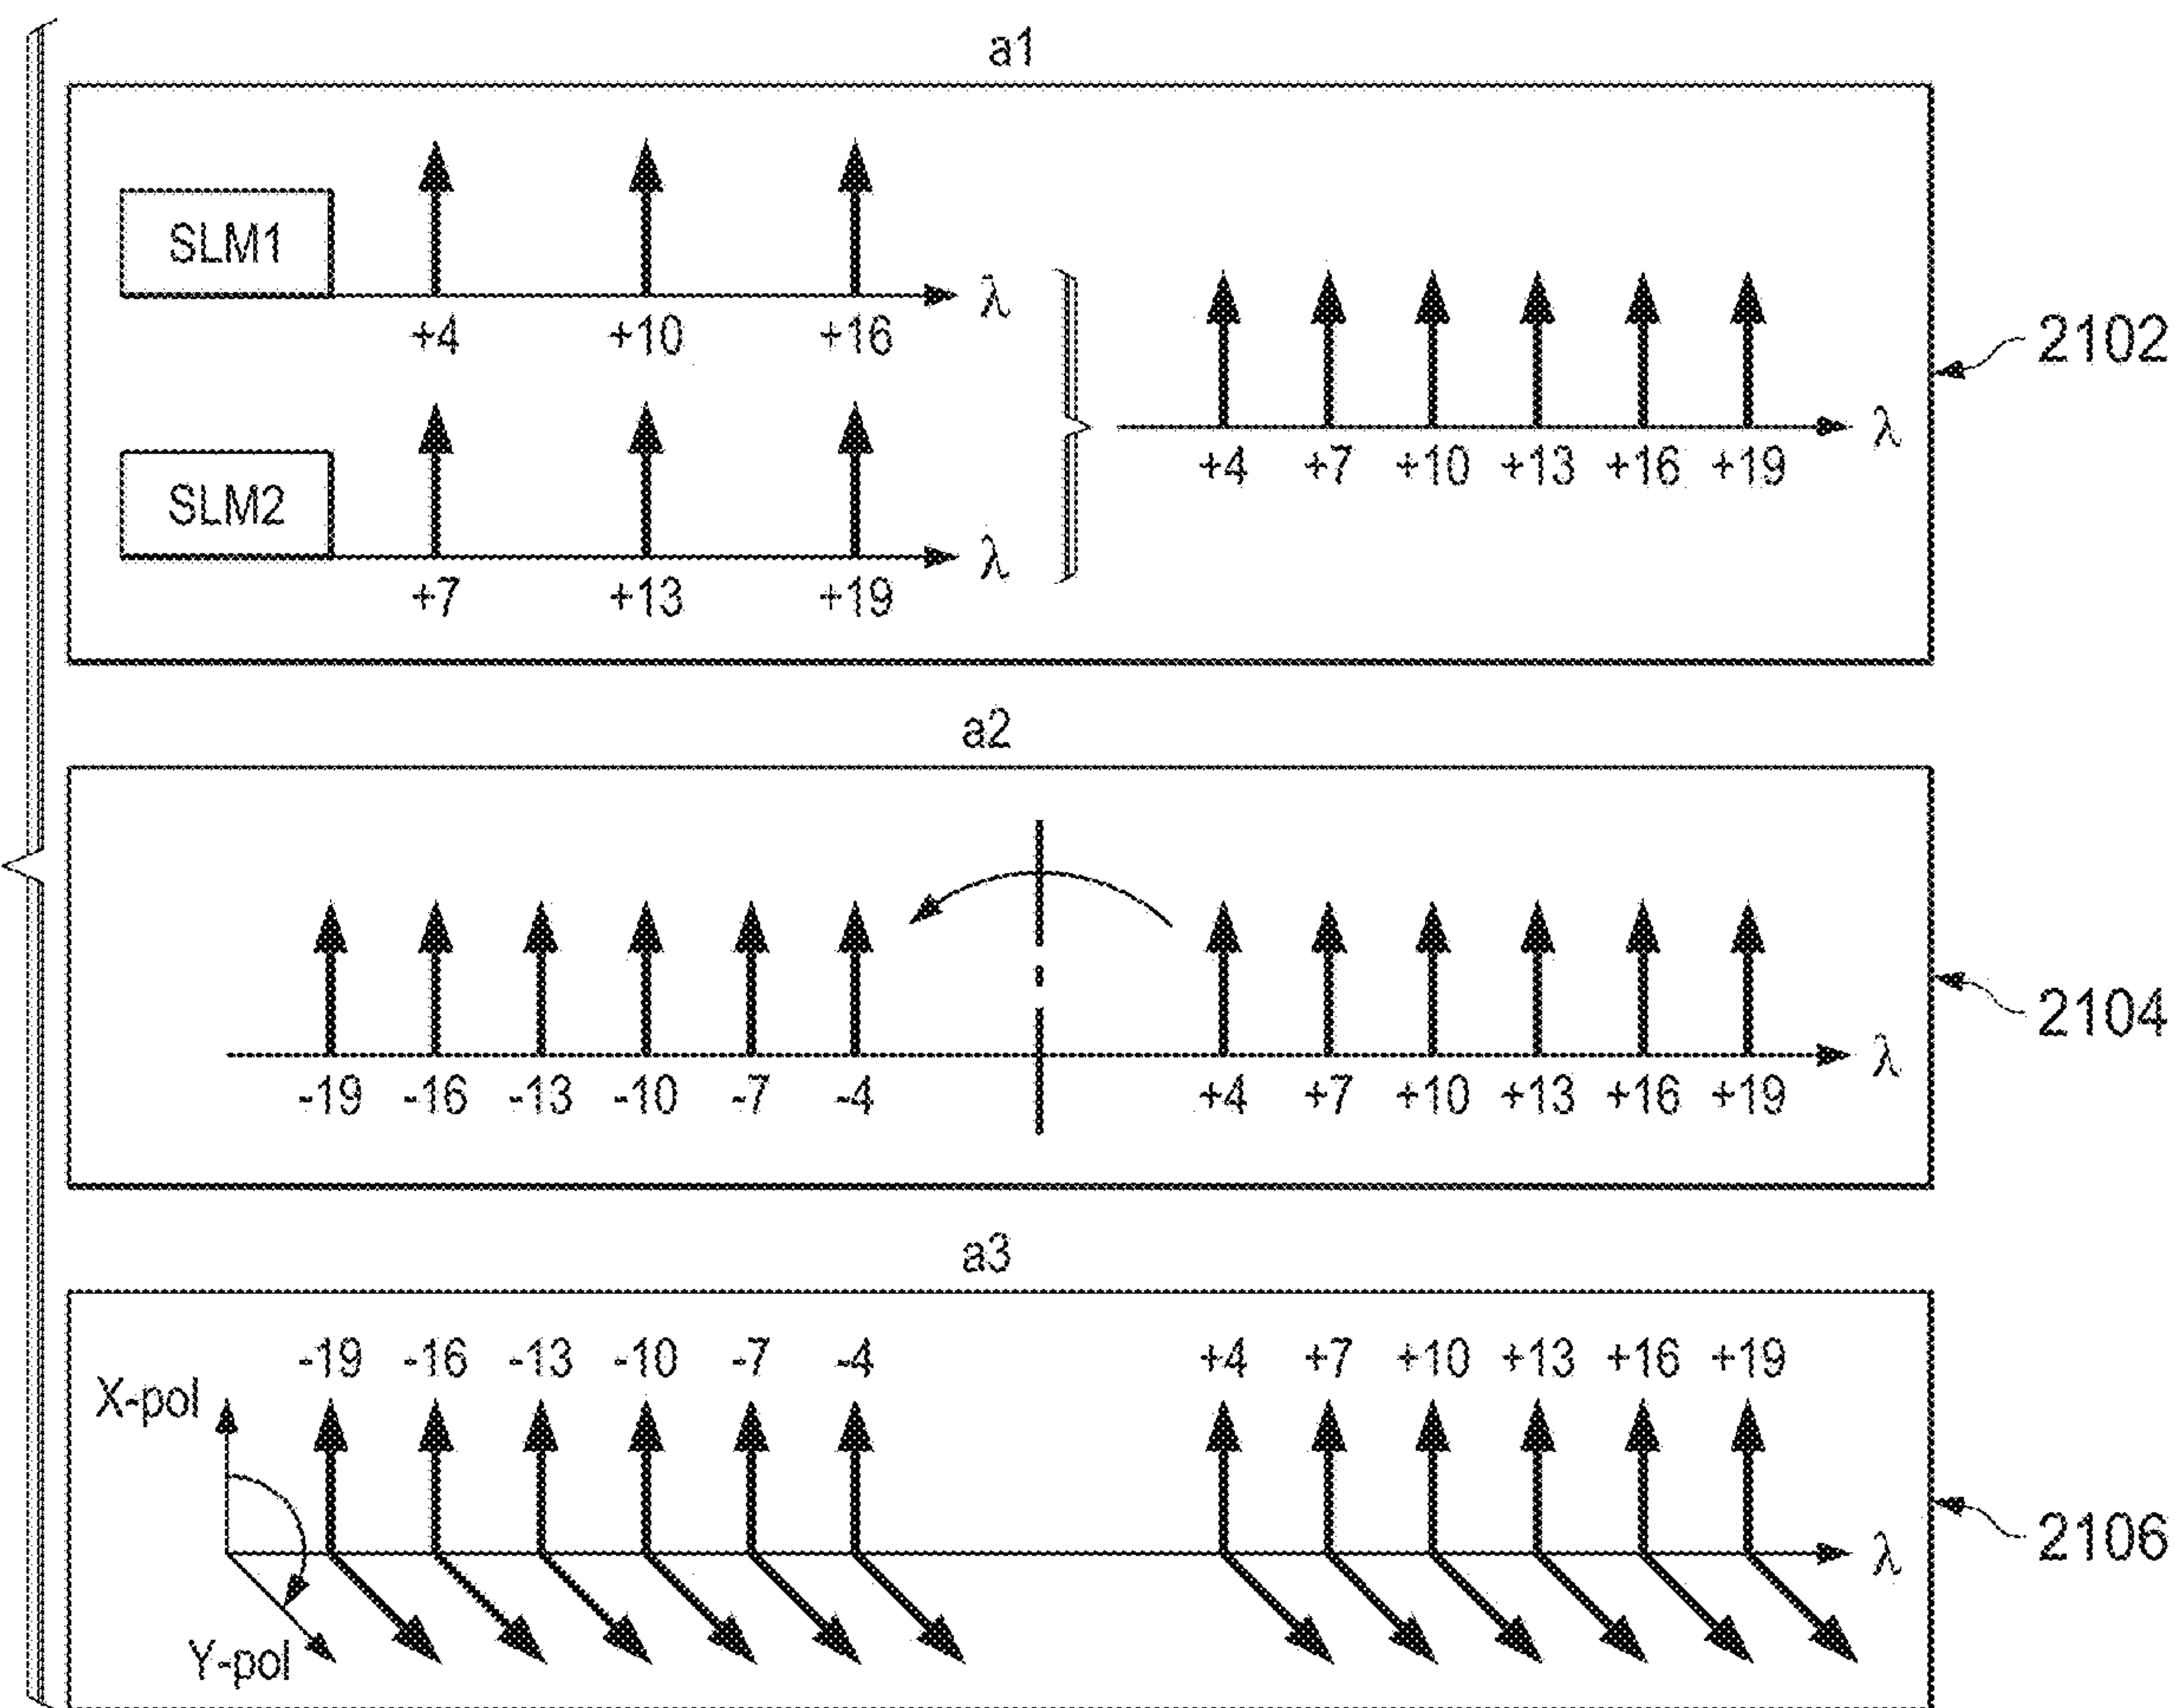 a1
SLM1
λ
+4 +10 +16
SLM2
λ
+7 +13 +19
λ
+4 +7 +10 +13 +16 +19
2102
a2
λ
-19 -16 -13 -10 -7 -4 +4 +7 +10 +13 +16 +19
2104
a3
-19 -16 -13 -10 -7 -4 +4 +7 +10 +13 +16 +19
X-pol
λ
Y-pol
2106